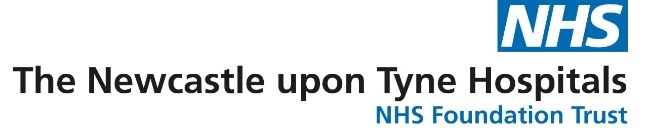 NHS
The Newcastle upon Tyne Hospitals
NHS Foundation Trust